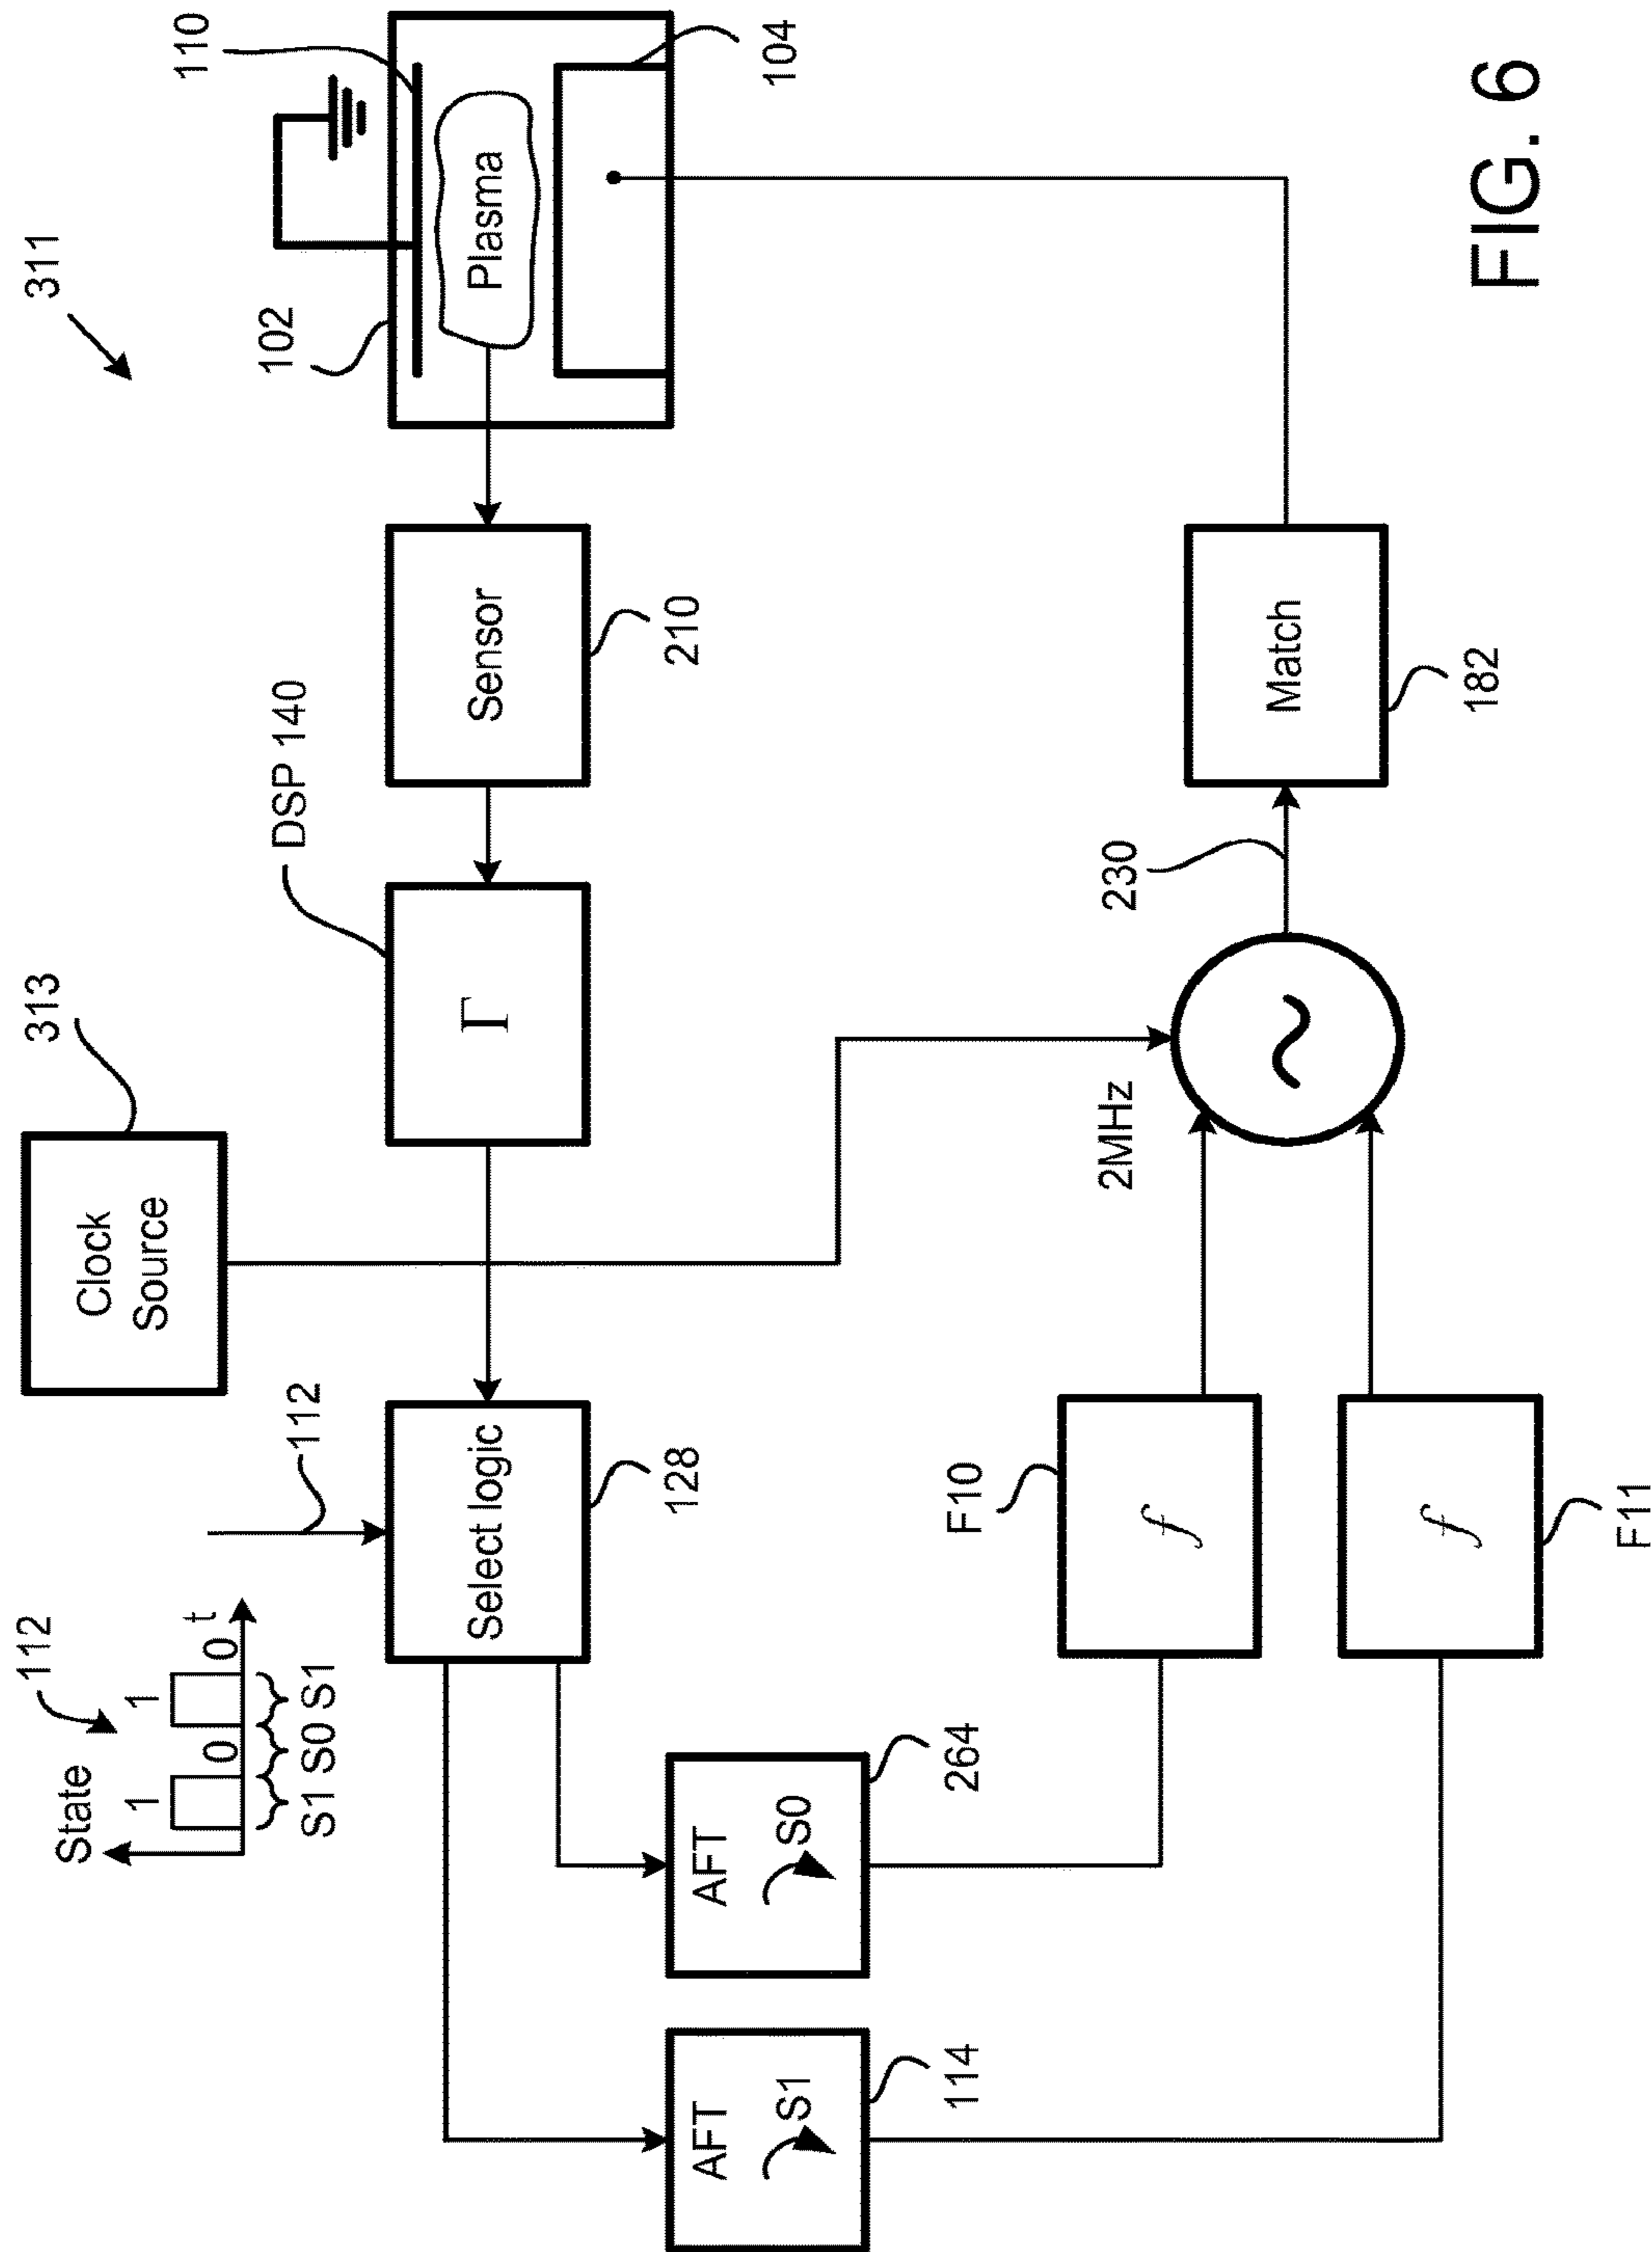 311
110
102
Plasma
104
Sensor
210
DSP 140
Γ
313
Clock
Source
112
Select logic
128
112
State
1
0
1
0
t
S1 S0 S1
AFT
S0
264
AFT
S1
114
F10
f
F11
f
2MHz
~
230
Match
182
FIG. 6